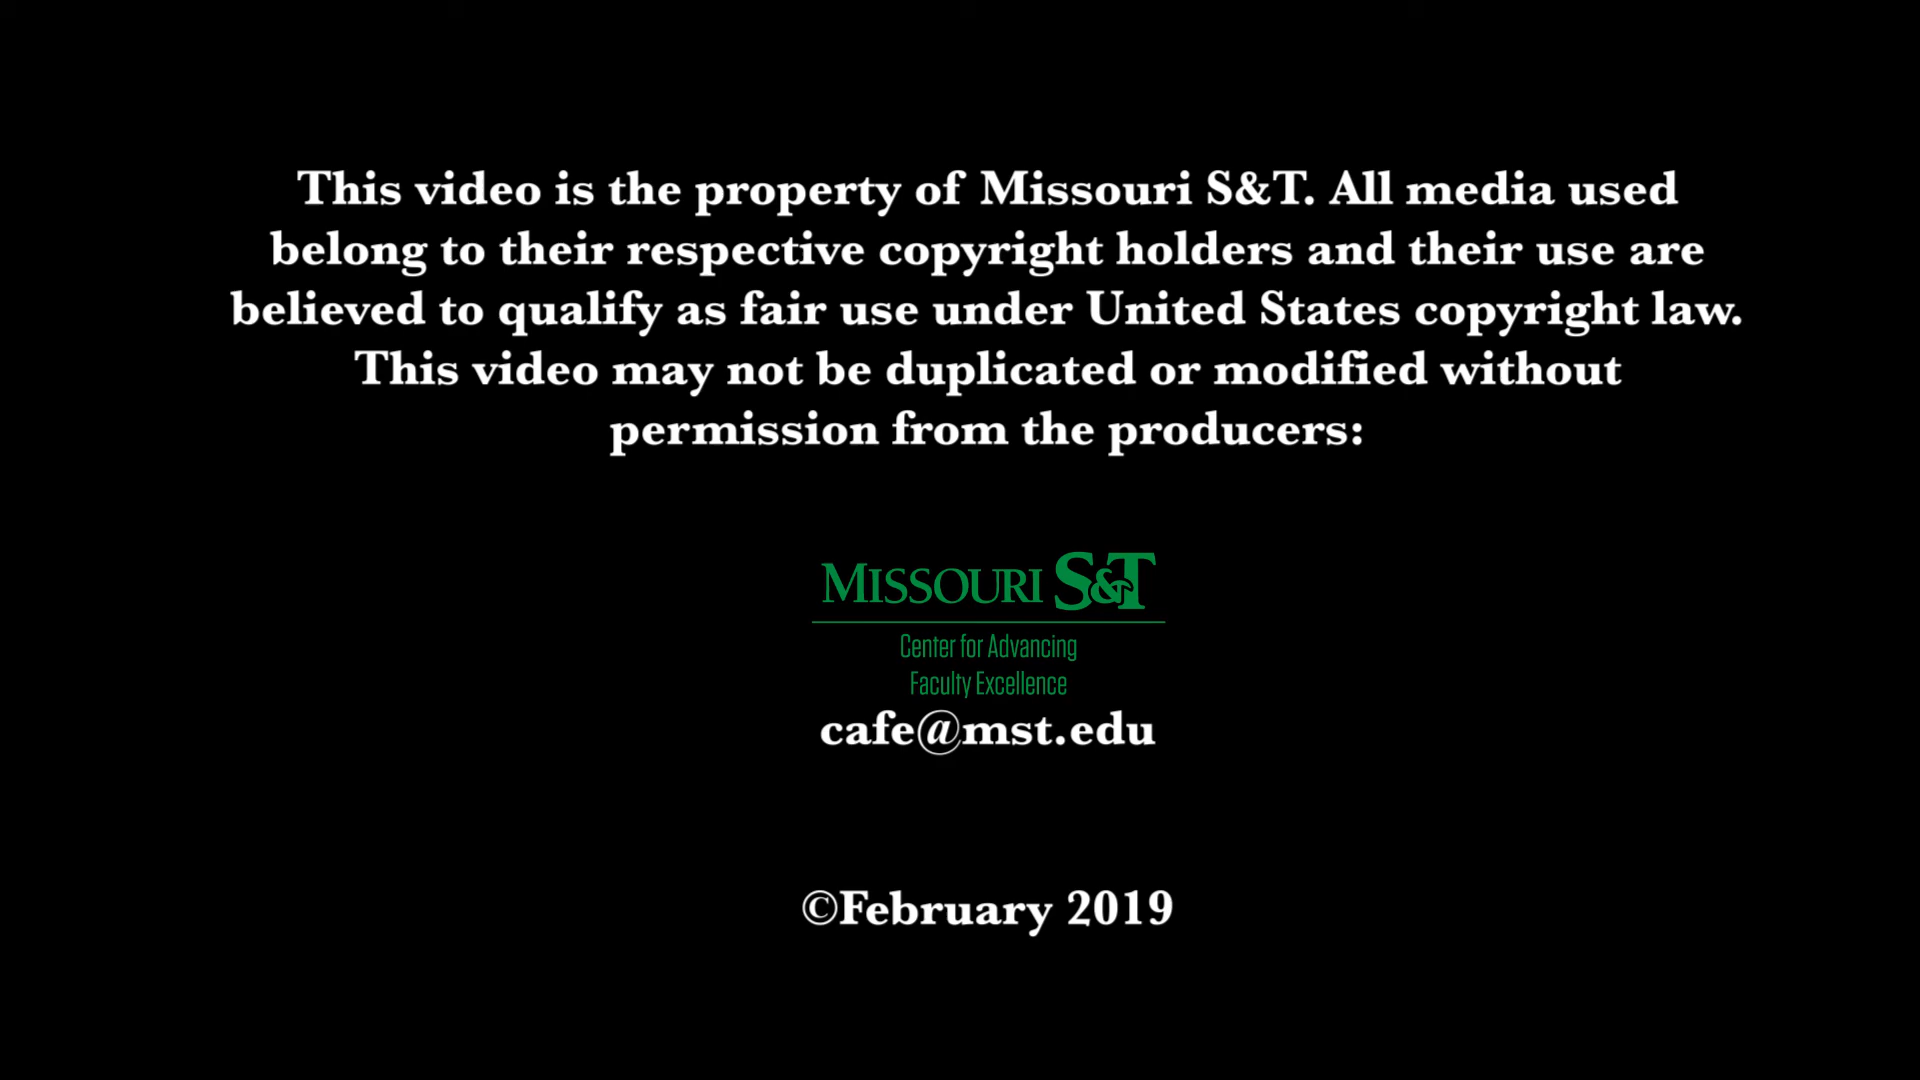 This video is the property of Missouri S&T. All media used
belong to their respective copyright holders and their use are
believed to qualify as fair use under United States copyright law.
This video may not be duplicated or modified without
permission from the producers:
MISSOURI S&T
Center for Advancing
Faculty Excellence
cafe@mst.edu
©February 2019